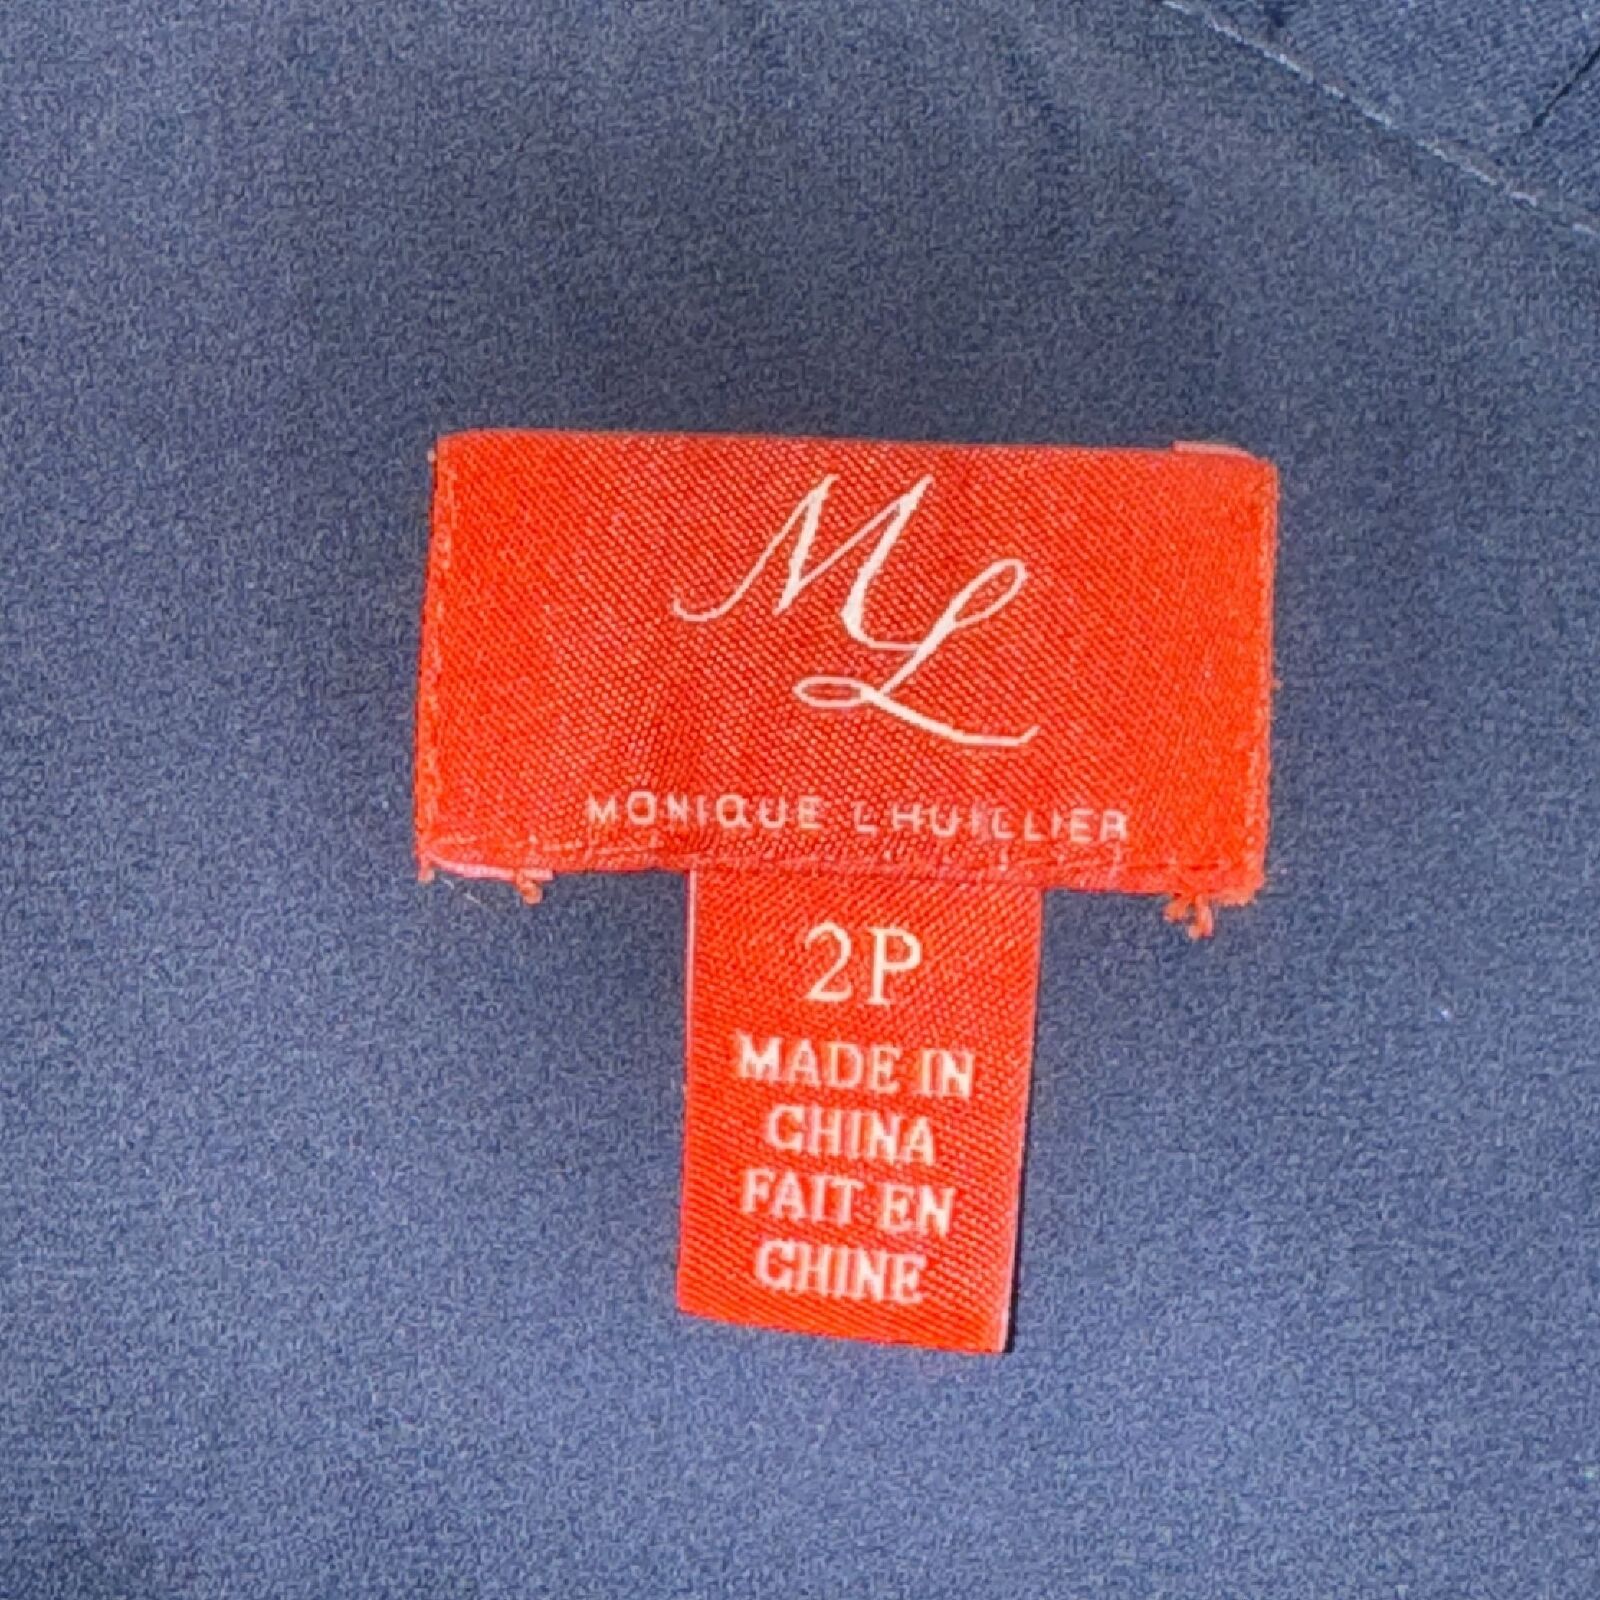 ML
MONIQUE LHUILLIER
2P
MADE IN
CHINA
FAIT EN
CHINE